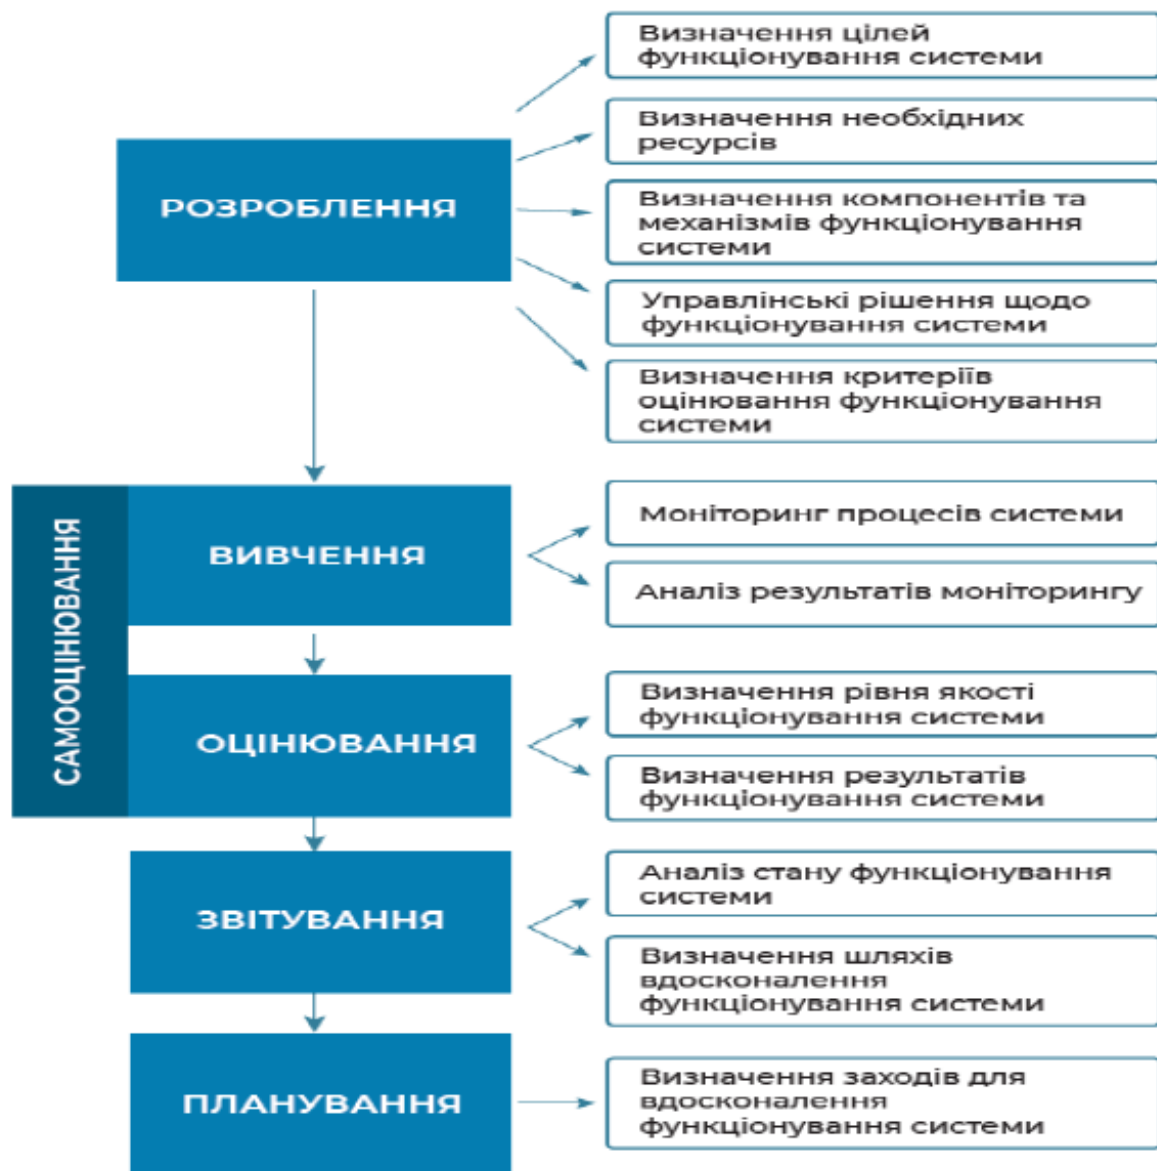 РОЗРОБЛЕННЯ
Визначення цілей
функціонування системи
Визначення необхідних
ресурсів
Визначення компонентів та
механізмів функціонування
системи
Управлінські рішення щодо
функціонування системи
Визначення критеріїв
оцінювання функціонування
системи
САМООЦІНЮВАННЯ
ВИВЧЕННЯ
Моніторинг процесів системи
Аналіз результатів моніторингу
ОЦІНЮВАННЯ
Визначення рівня якості
функціонування системи
Визначення результатів
функціонування системи
ЗВІТУВАННЯ
Аналіз стану функціонування
системи
Визначення шляхів
вдосконалення
функціонування системи
ПЛАНУВАННЯ
Визначення заходів для
вдосконалення
функціонування системи